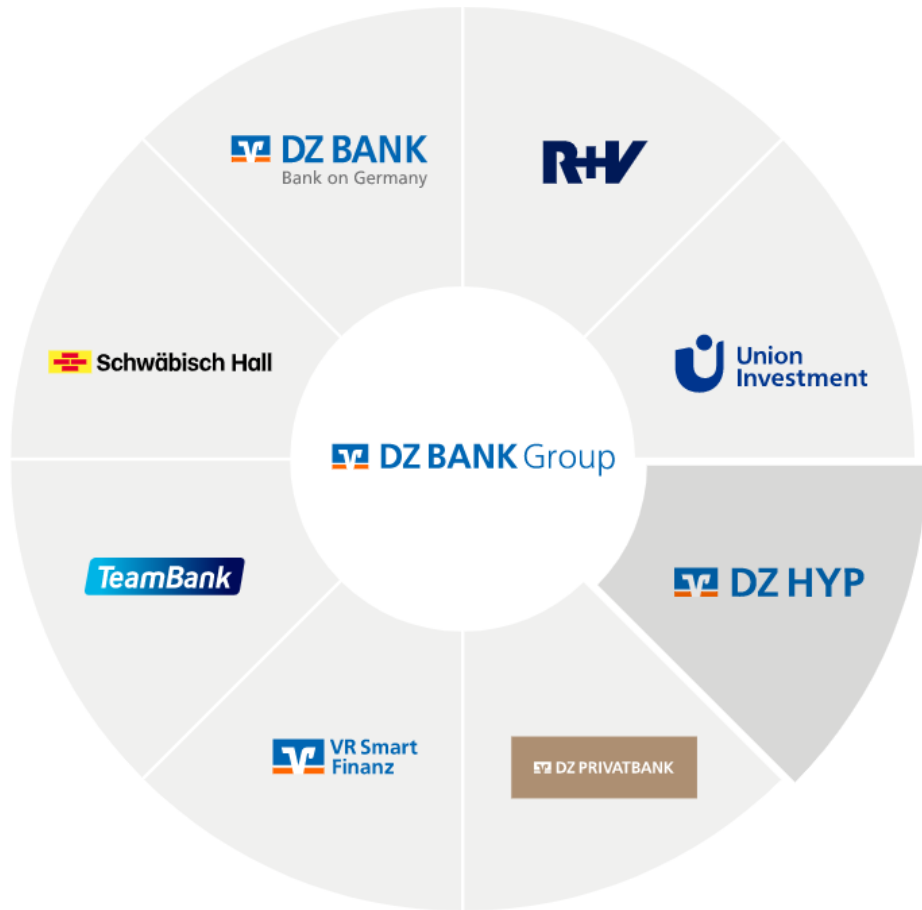 DZ BANK
Bank on Germany
R+V
Schwäbisch Hall
Union
Investment
DZ BANK Group
TeamBank
DZ HYP
VR Smart
Finanz
DZ PRIVATBANK